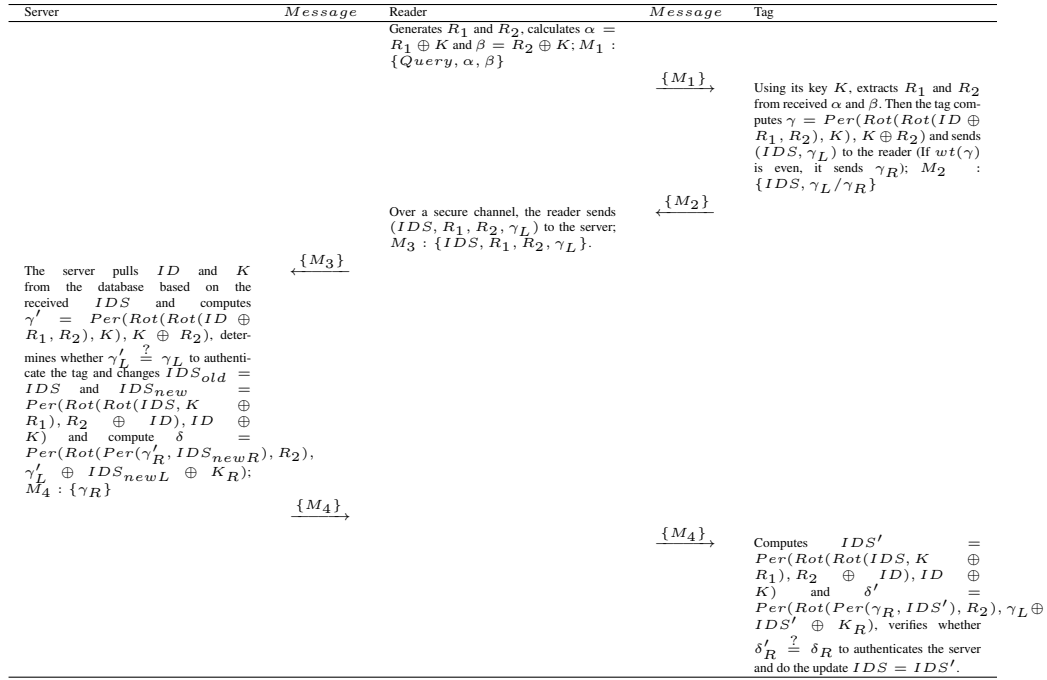 Server Message Reader Message Tag
Generates R1 and R2, calculates α =
R1 ⊕ K and β = R2 ⊕ K; M1 :
{Query, α, β}
{M1}
Using its key K, extracts R1 and R2
from received α and β. Then the tag com-
putes γ = Per(Rot(Rot(ID ⊕
R1, R2), K), K ⊕ R2) and sends
(IDS, γL) to the reader (If wt(γ)
is even, it sends γR); M2 :
{IDS, γL/γR}
{M2}
Over a secure channel, the reader sends
(IDS, R1, R2, γL) to the server;
M3 : {IDS, R1, R2, γL}.
{M3}
The server pulls ID and K
from the database based on the
received IDS and computes
γ′ = Per(Rot(Rot(ID ⊕
R1, R2), K), K ⊕ R2), deter-
mines whether γ′L ?= γL to authenti-
cate the tag and changes IDSold =
IDS and IDSnew =
Per(Rot(Rot(IDS, K ⊕
R1), R2 ⊕ ID), ID ⊕
K) and compute δ =
Per(Rot(Per(γ′R, IDSnewR), R2),
γ′L ⊕ IDSnewL ⊕ KR);
M4 : {γR}
{M4}
{M4}
Computes IDS′ =
Per(Rot(Rot(IDS, K ⊕
R1), R2 ⊕ ID), ID ⊕
K) and δ′ =
Per(Rot(Per(γR, IDS′), R2), γL⊕
IDS′ ⊕ KR), verifies whether
δ′R ?= δR to authenticates the server
and do the update IDS = IDS′.